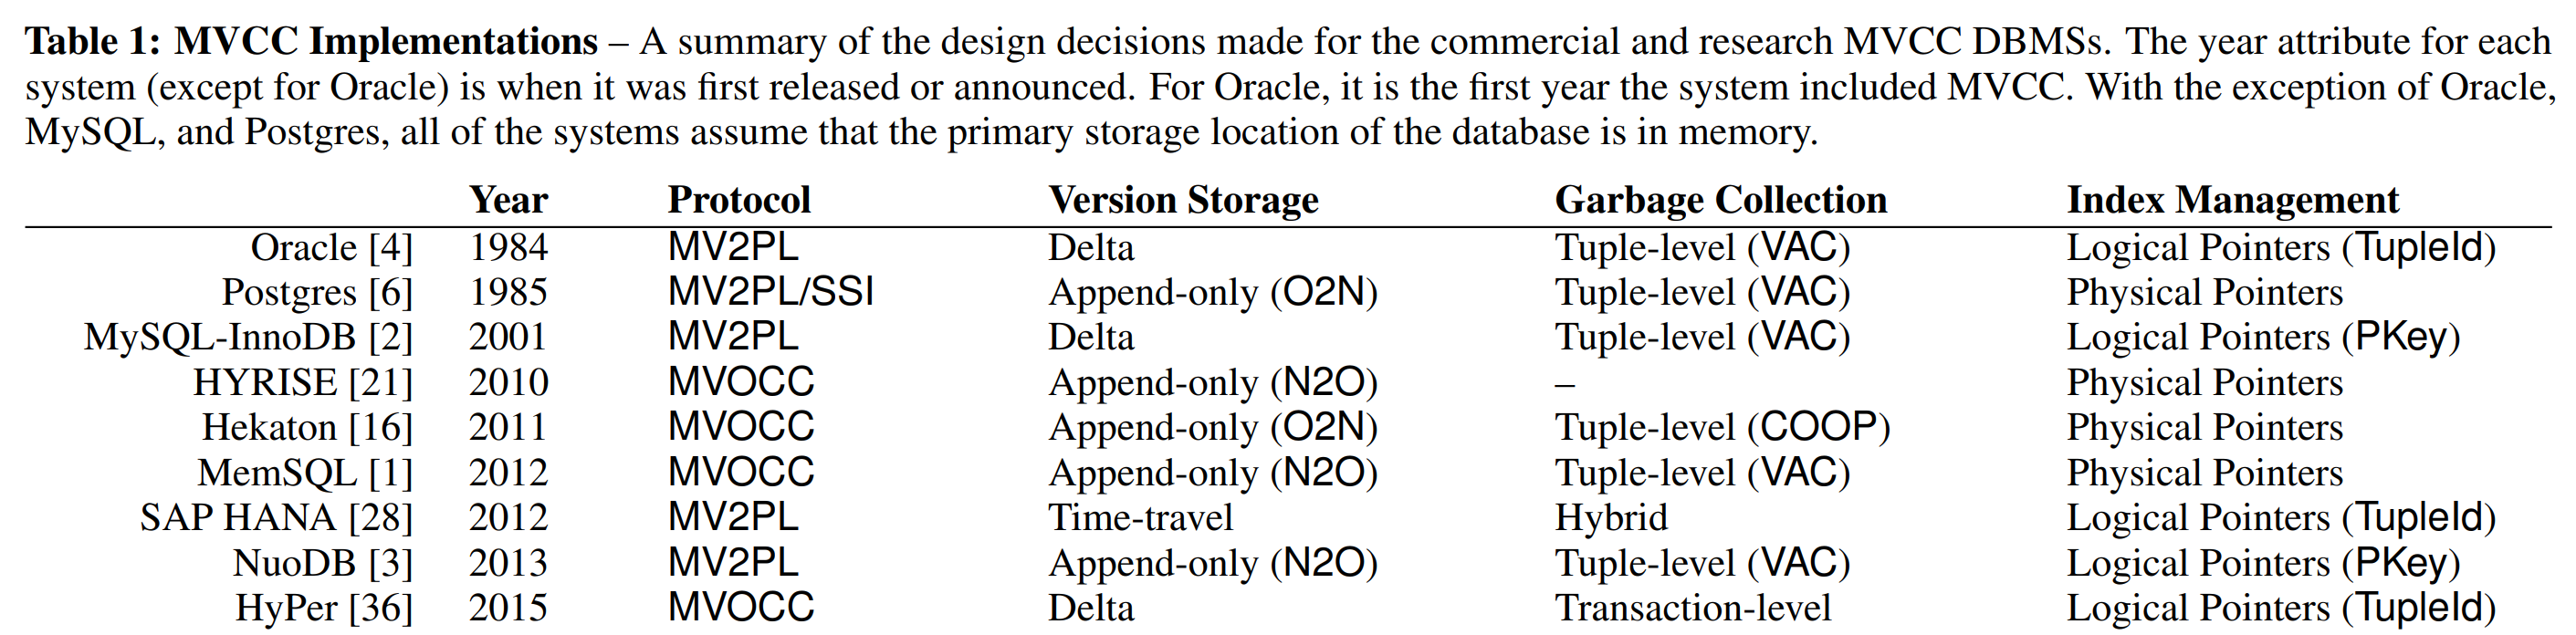 Table 1: MVCC Implementations – A summary of the design decisions made for the commercial and research MVCC DBMSs. The year attribute for each
system (except for Oracle) is when it was first released or announced. For Oracle, it is the first year the system included MVCC. With the exception of Oracle,
MySQL, and Postgres, all of the systems assume that the primary storage location of the database is in memory.
Year Protocol Version Storage Garbage Collection Index Management
Oracle [4] 1984 MV2PL Delta Tuple-level (VAC) Logical Pointers (TupleId)
Postgres [6] 1985 MV2PL/SSI Append-only (O2N) Tuple-level (VAC) Physical Pointers
MySQL-InnoDB [2] 2001 MV2PL Delta Tuple-level (VAC) Logical Pointers (PKey)
HYRISE [21] 2010 MVOCC Append-only (N2O) – Physical Pointers
Hekaton [16] 2011 MVOCC Append-only (O2N) Tuple-level (COOP) Physical Pointers
MemSQL [1] 2012 MVOCC Append-only (N2O) Tuple-level (VAC) Physical Pointers
SAP HANA [28] 2012 MV2PL Time-travel Hybrid Logical Pointers (TupleId)
NuoDB [3] 2013 MV2PL Append-only (N2O) Tuple-level (VAC) Logical Pointers (PKey)
HyPer [36] 2015 MVOCC Delta Transaction-level Logical Pointers (TupleId)